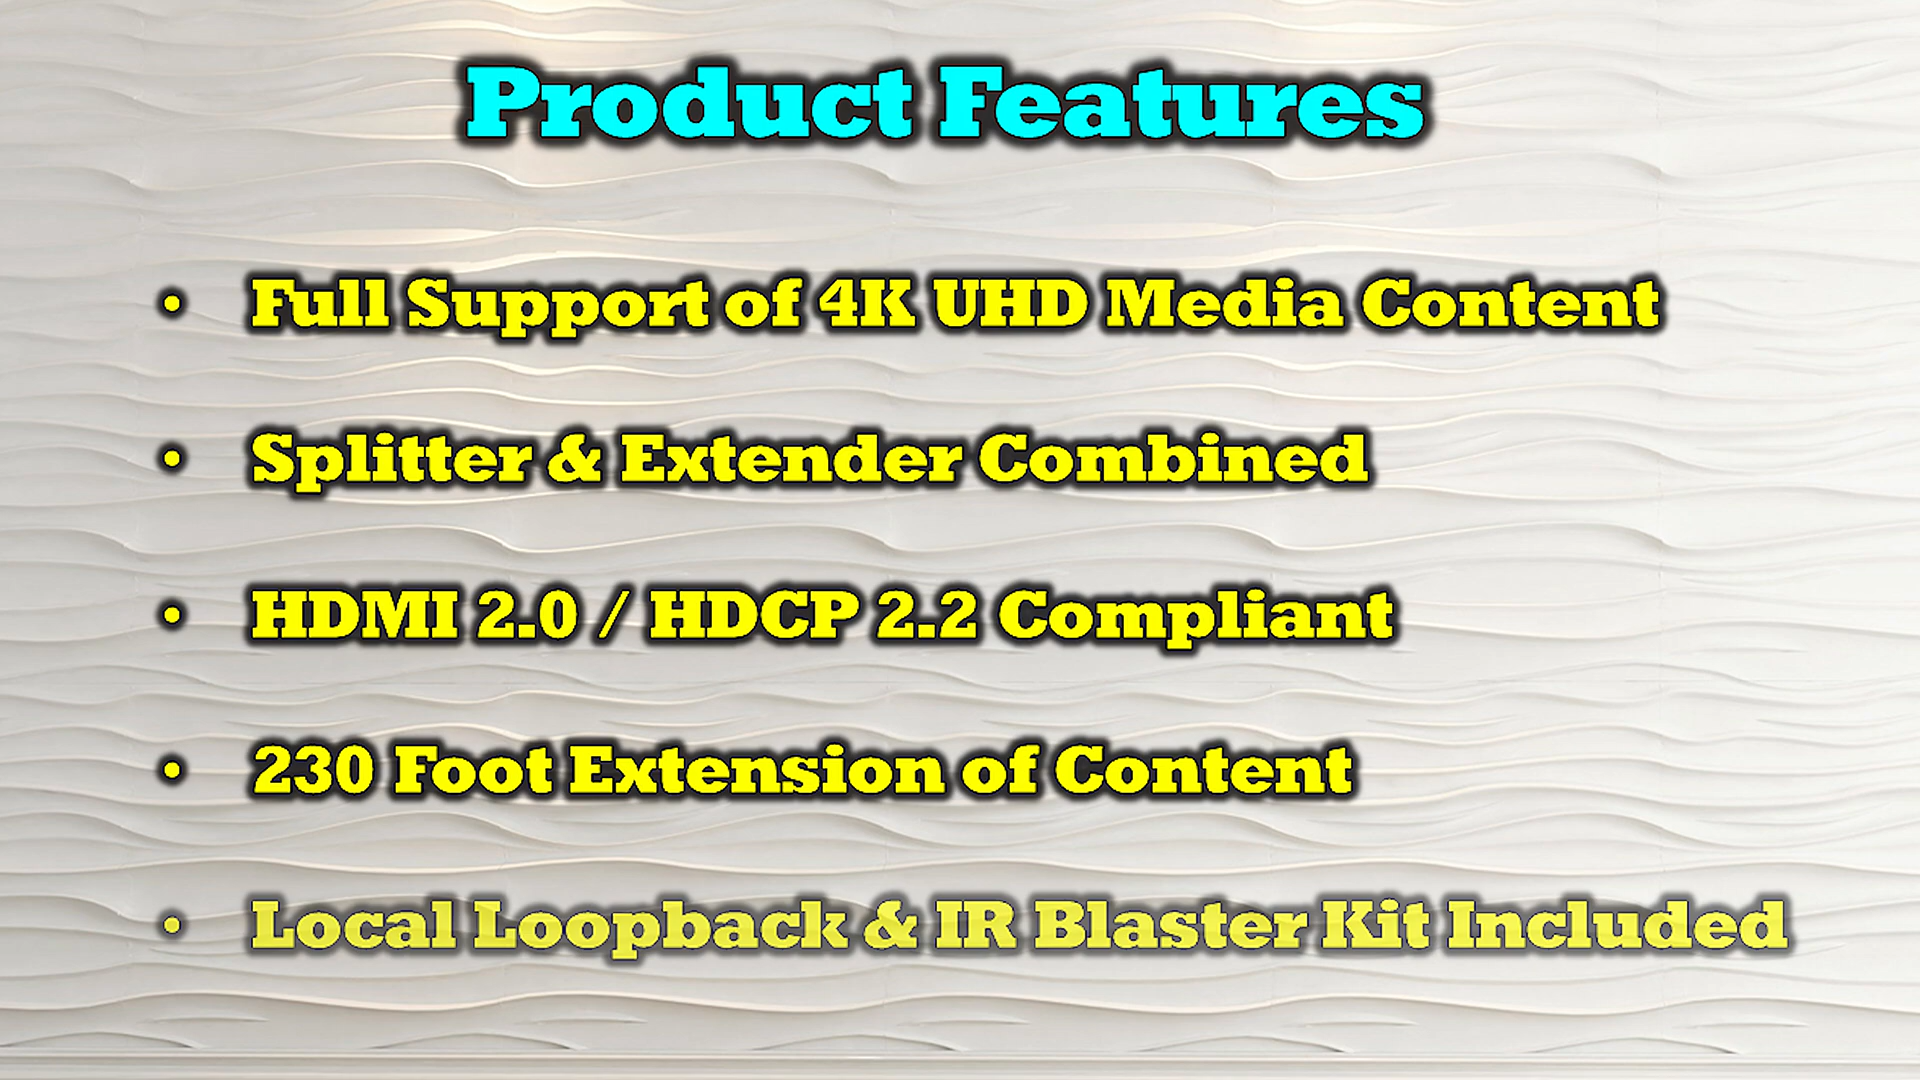 Product Features
• Full Support of 4K UHD Media Content
• Splitter & Extender Combined
• HDMI 2.0 / HDCP 2.2 Compliant
• 230 Foot Extension of Content
• Local Loopback & IR Blaster Kit Included